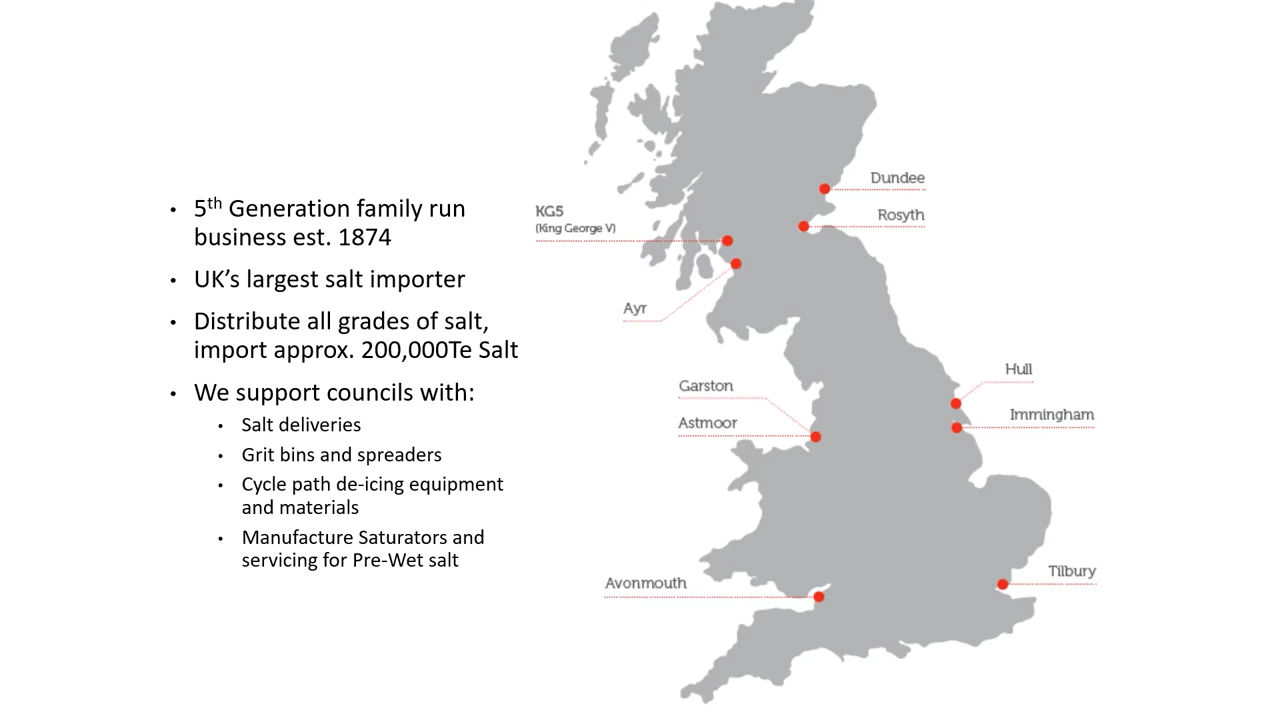 • 5th Generation family run
business est. 1874
• UK’s largest salt importer
• Distribute all grades of salt,
import approx. 200,000Te Salt
• We support councils with:
• Salt deliveries
• Grit bins and spreaders
• Cycle path de-icing equipment
and materials
• Manufacture Saturators and
servicing for Pre-Wet salt
Dundee
KG5
(King George V)
Rosyth
Ayr
Hull
Garston
Immingham
Astmoor
Tilbury
Avonmouth